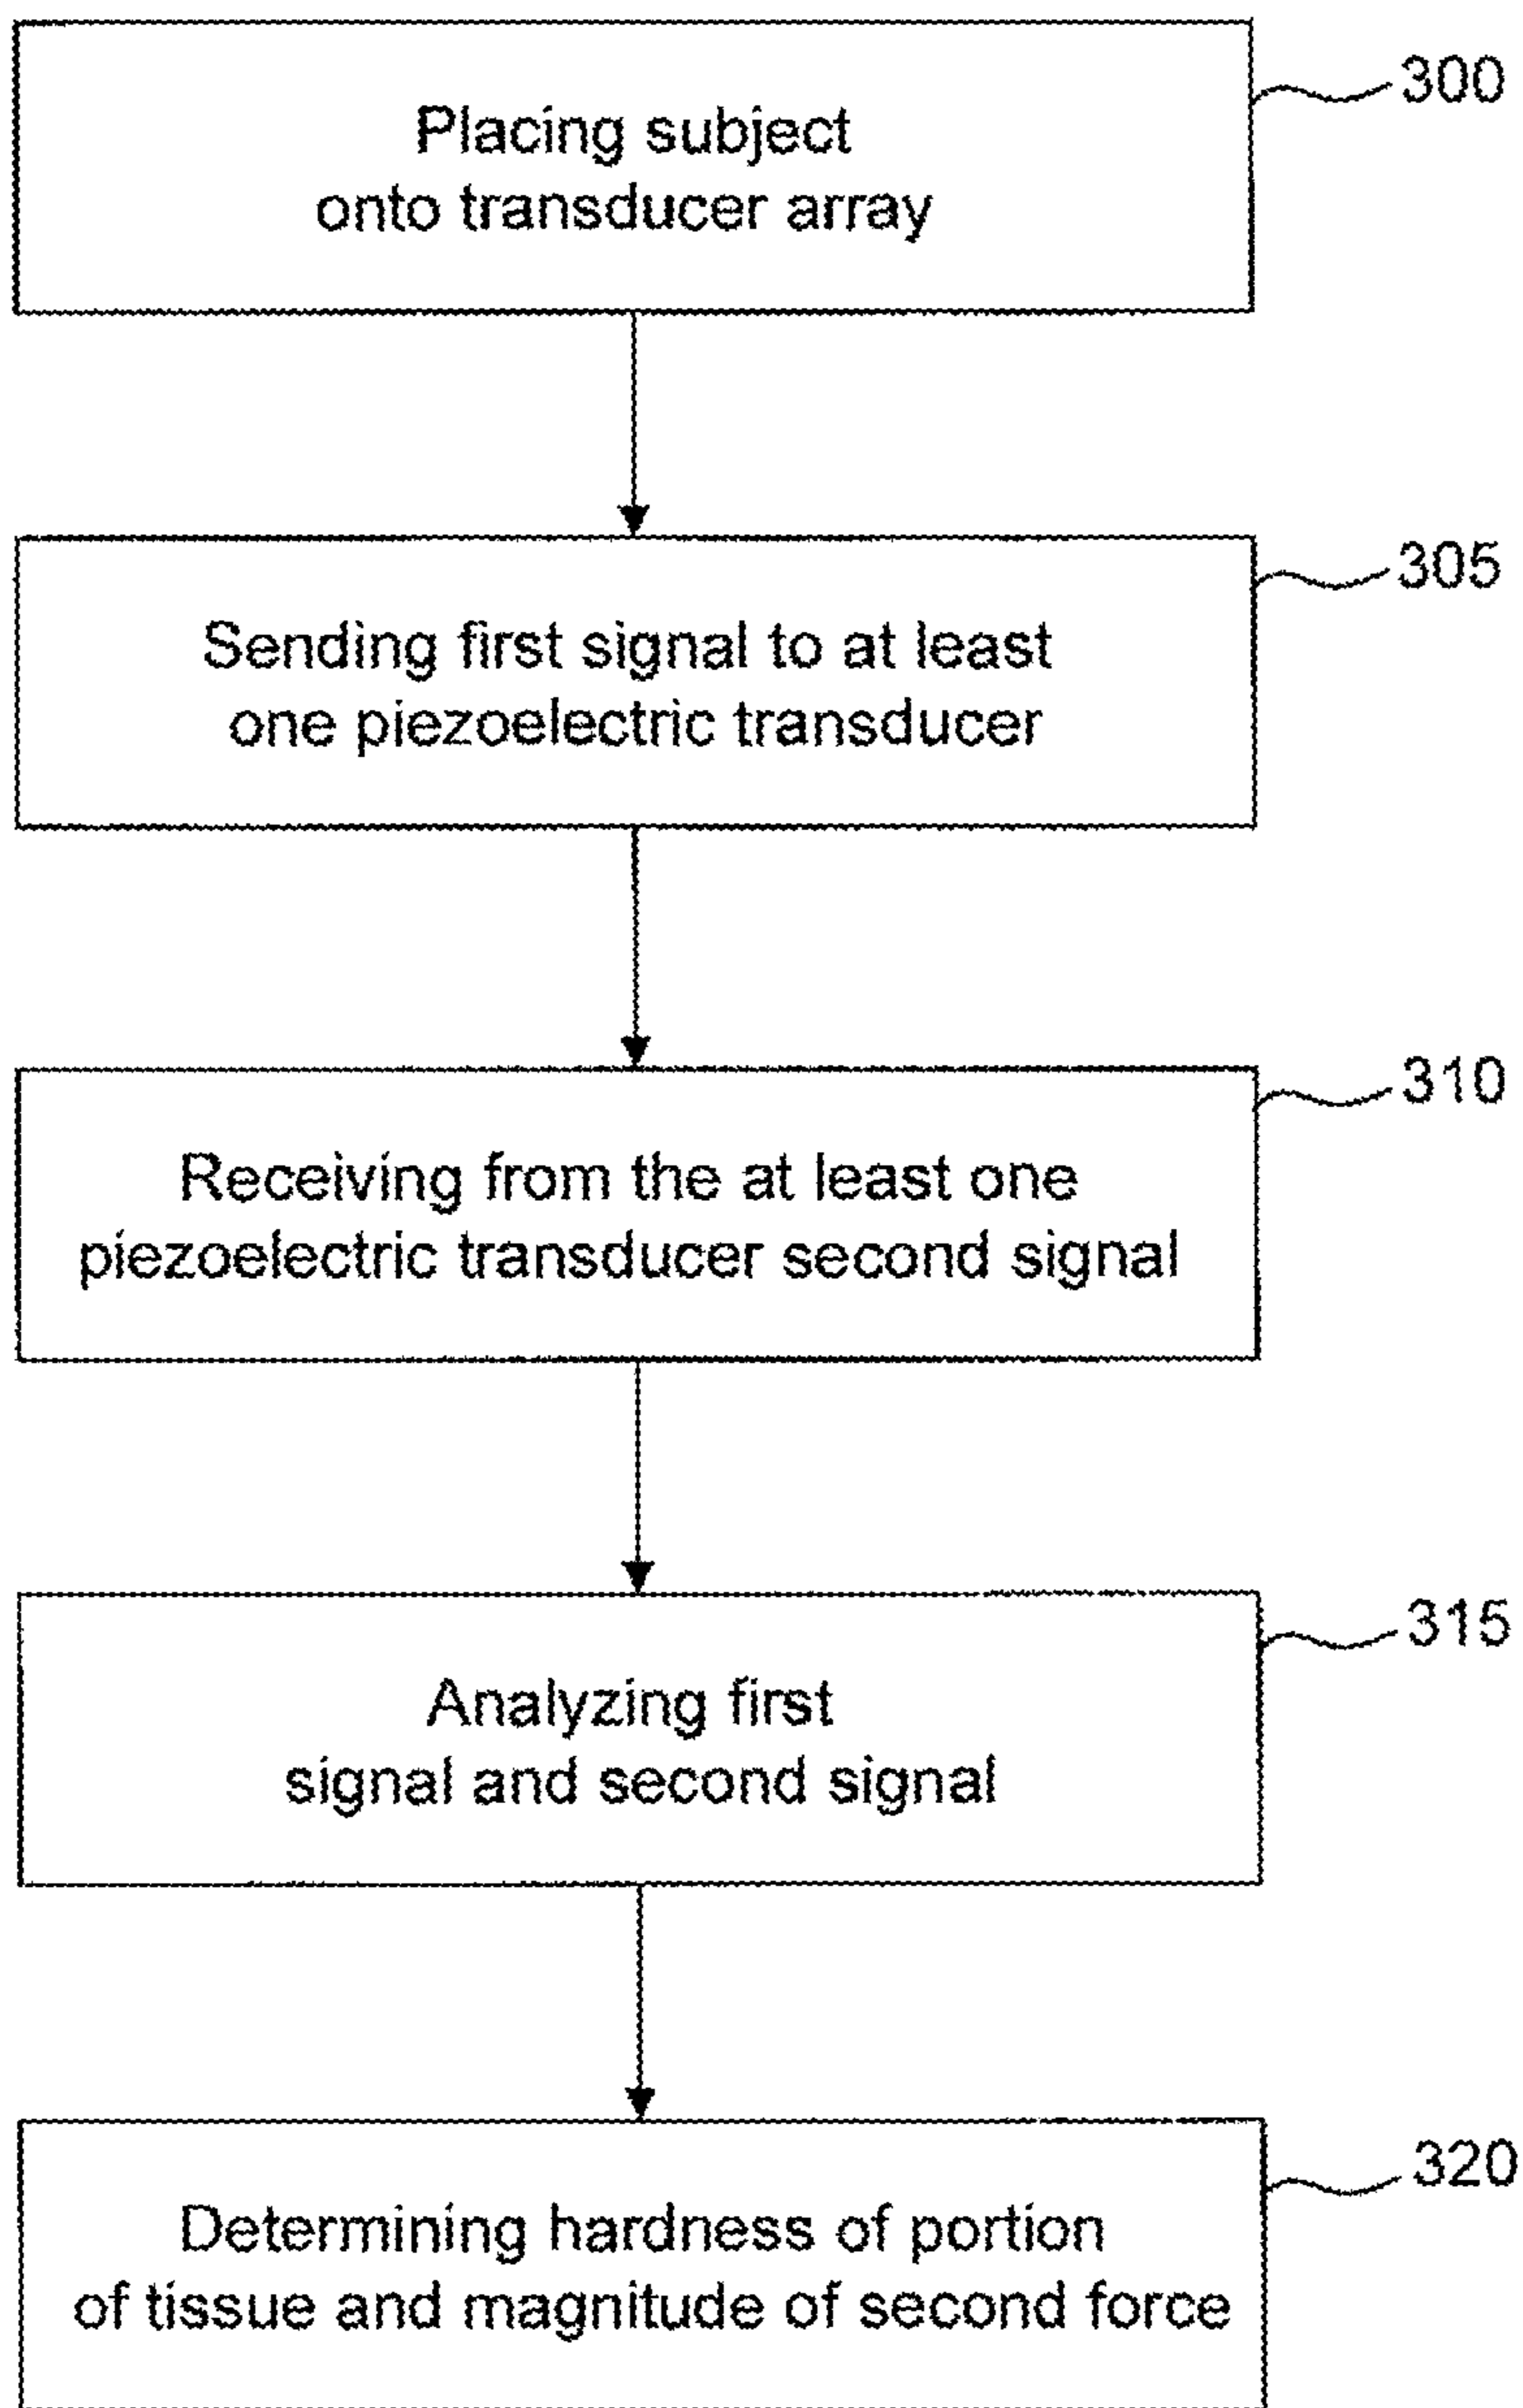 300
Placing subject
onto transducer array
305
Sending first signal to at least
one piezoelectric transducer
310
Receiving from the at least one
piezoelectric transducer second signal
315
Analyzing first
signal and second signal
320
Determining hardness of portion
of tissue and magnitude of second force